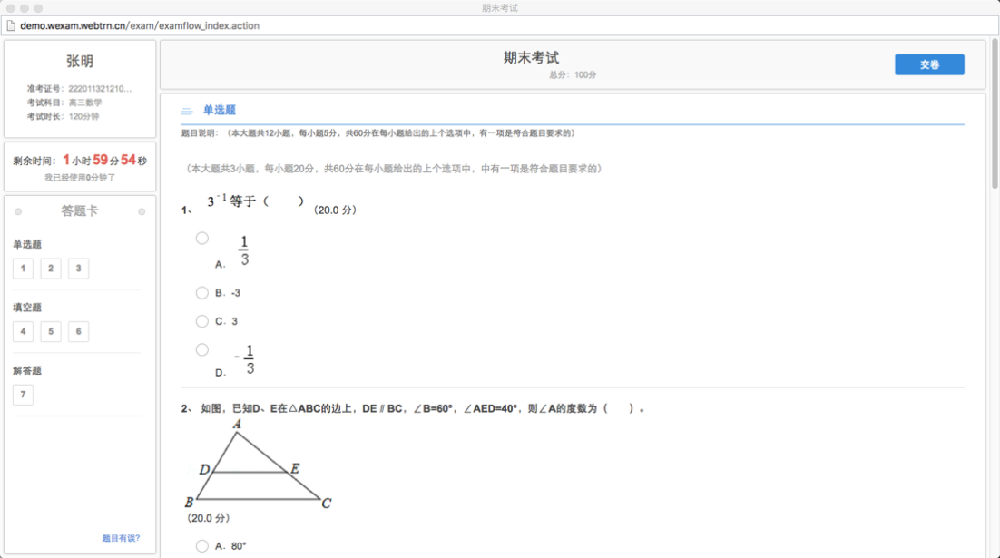 期末考试
demo.wexam.webtrn.cn/exam/examflow_index.action
张明
准考证号：222011321210...
考试科目：高三数学
考试时长：120分钟
剩余时间：1小时59分54秒
我已经使用0分钟了
答题卡
单选题
1 2 3
填空题
4 5 6
解答题
7
题目有误?
期末考试
总分：100分
交卷
单选题
题目说明：（本大题共12小题，每小题5分，共60分在每小题给出的上个选项中，有一项是符合题目要求的）
（本大题共3小题，每小题20分，共60分在每小题给出的上个选项中，中有一项是符合题目要求的）
1、 3⁻¹等于（ ） （20.0 分）
A. 1/3
B. -3
C. 3
D. -1/3
2、 如图，已知D、E在△ABC的边上，DE∥BC，∠B=60°，∠AED=40°，则∠A的度数为（ ）。
A
D E
B C
（20.0 分）
A. 80°